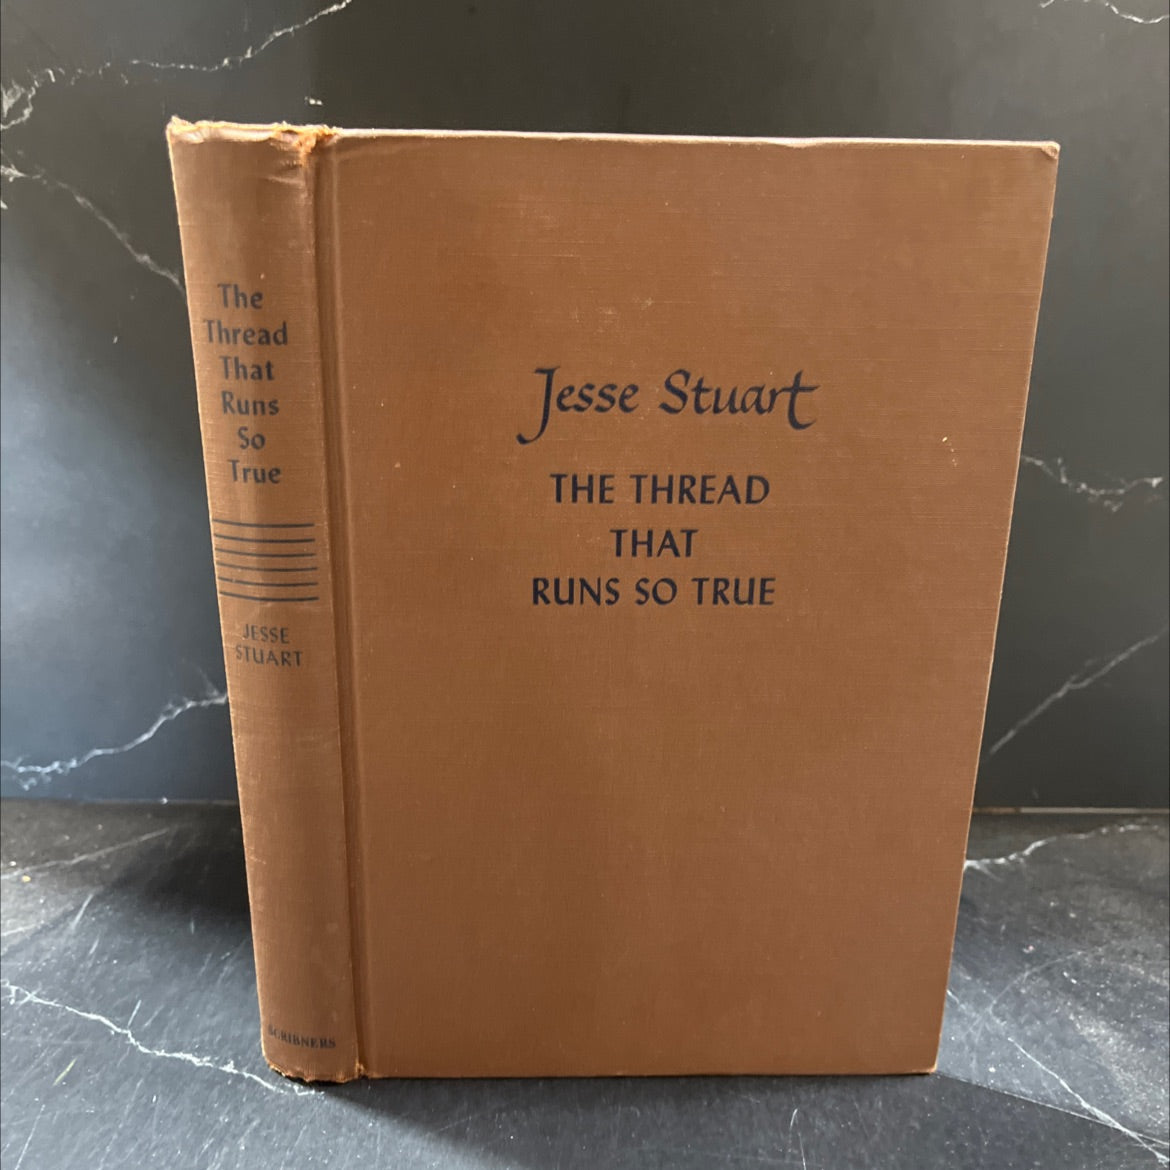 The
Thread
That
Runs
So
True
JESSE
STUART
SCRIBNERS
Jesse Stuart
THE THREAD
THAT
RUNS SO TRUE